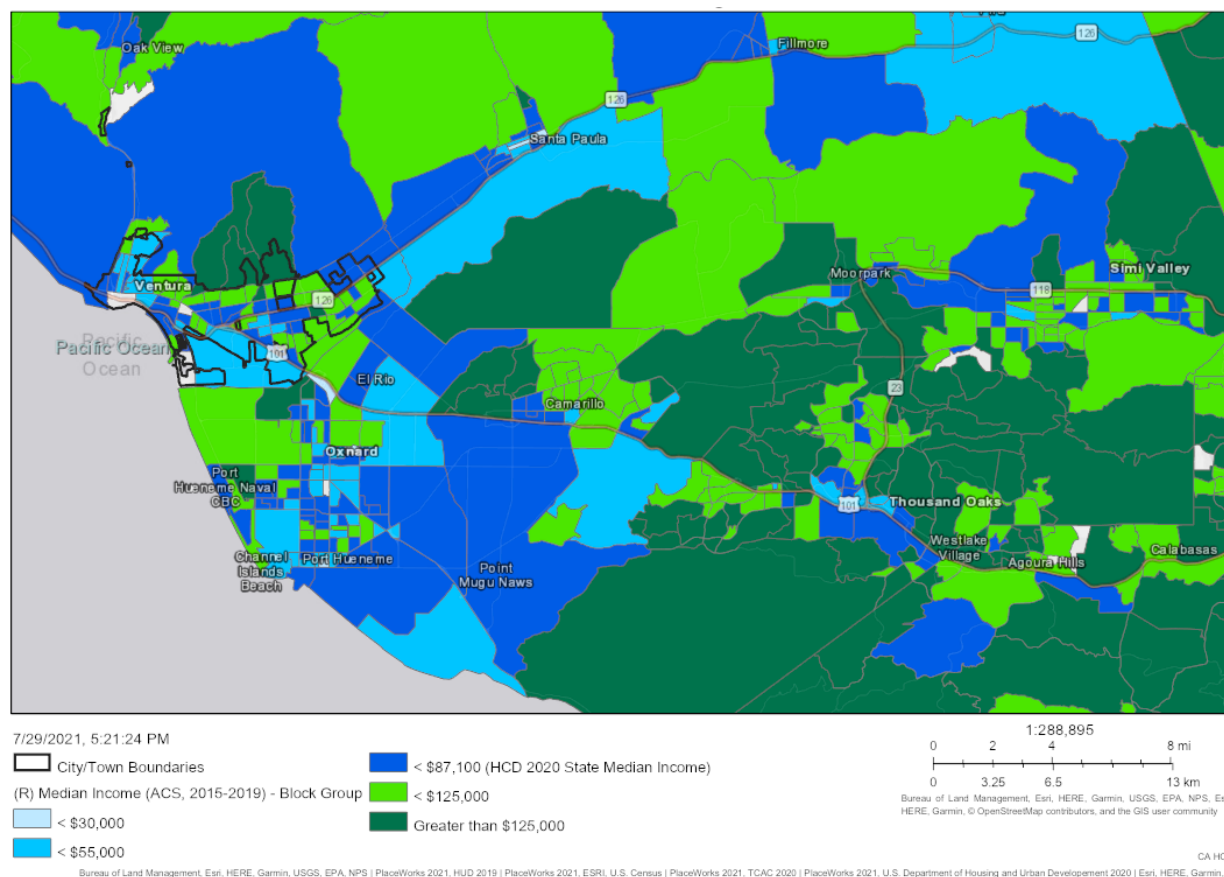 Oak View
Fillmore
126
126
Santa Paula
Moorpark
Simi Valley
118
Ventura
126
Pacific
Pacific Ocean
Ocean
101
El Rio
Camarillo
23
Oxnard
Port
Hueneme Naval
CBC
101
Thousand Oaks
Channel
Islands
Beach
Port Hueneme
Point
Mugu Naws
Westlake
Village
Agoura Hills
Calabasas
7/29/2021, 5:21:24 PM
City/Town Boundaries
(R) Median Income (ACS, 2015-2019) - Block Group
< $30,000
< $55,000
< $87,100 (HCD 2020 State Median Income)
< $125,000
Greater than $125,000
1:288,895
0 2 4 8 mi
0 3.25 6.5 13 km
Bureau of Land Management, Esri, HERE, Garmin, USGS, EPA, NPS, Es
HERE, Garmin, © OpenStreetMap contributors, and the GIS user community
CA HC
Bureau of Land Management, Esri, HERE, Garmin, USGS, EPA, NPS | PlaceWorks 2021, HUD 2019 | PlaceWorks 2021, ESRI, U.S. Census | PlaceWorks 2021, TCAC 2020 | PlaceWorks 2021, U.S. Department of Housing and Urban Developement 2020 | Esri, HERE, Garmin,